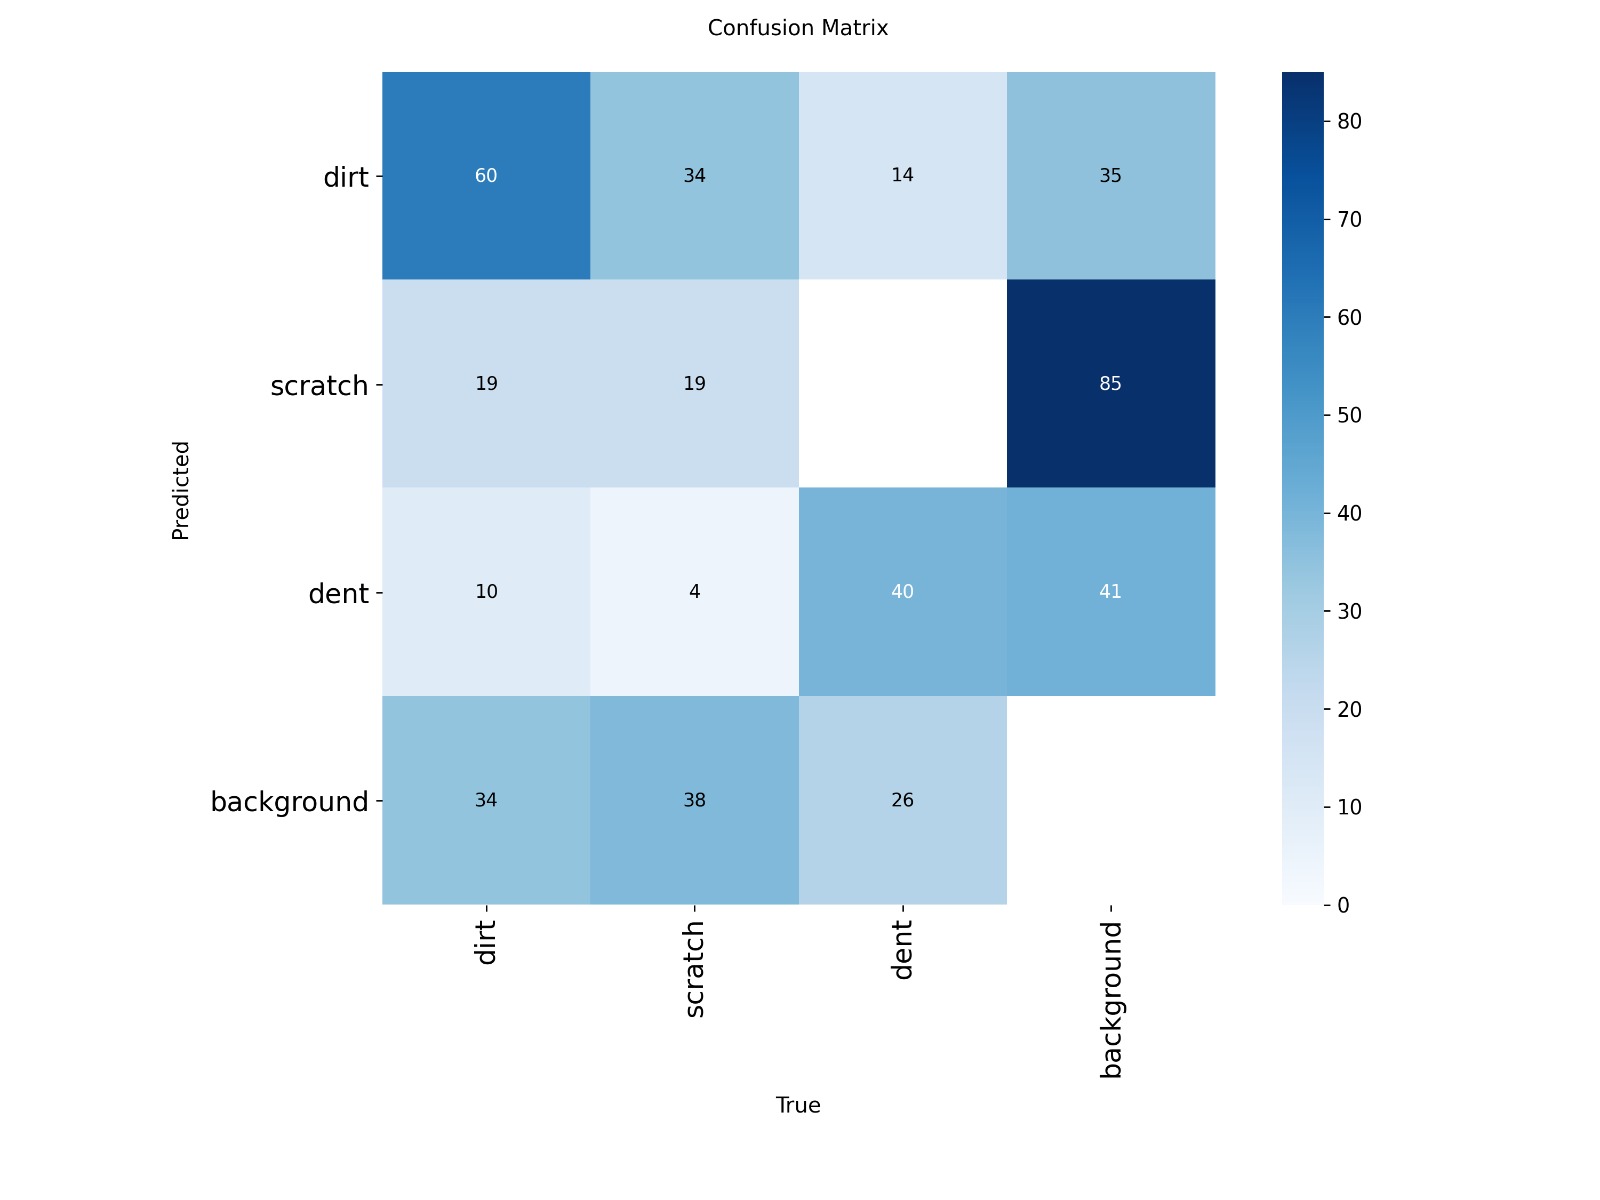 Confusion Matrix
dirt 60 34 14 35
scratch 19 19 85
dent 10 4 40 41
background 34 38 26
dirt scratch dent background
Predicted
True
80
70
60
50
40
30
20
10
0